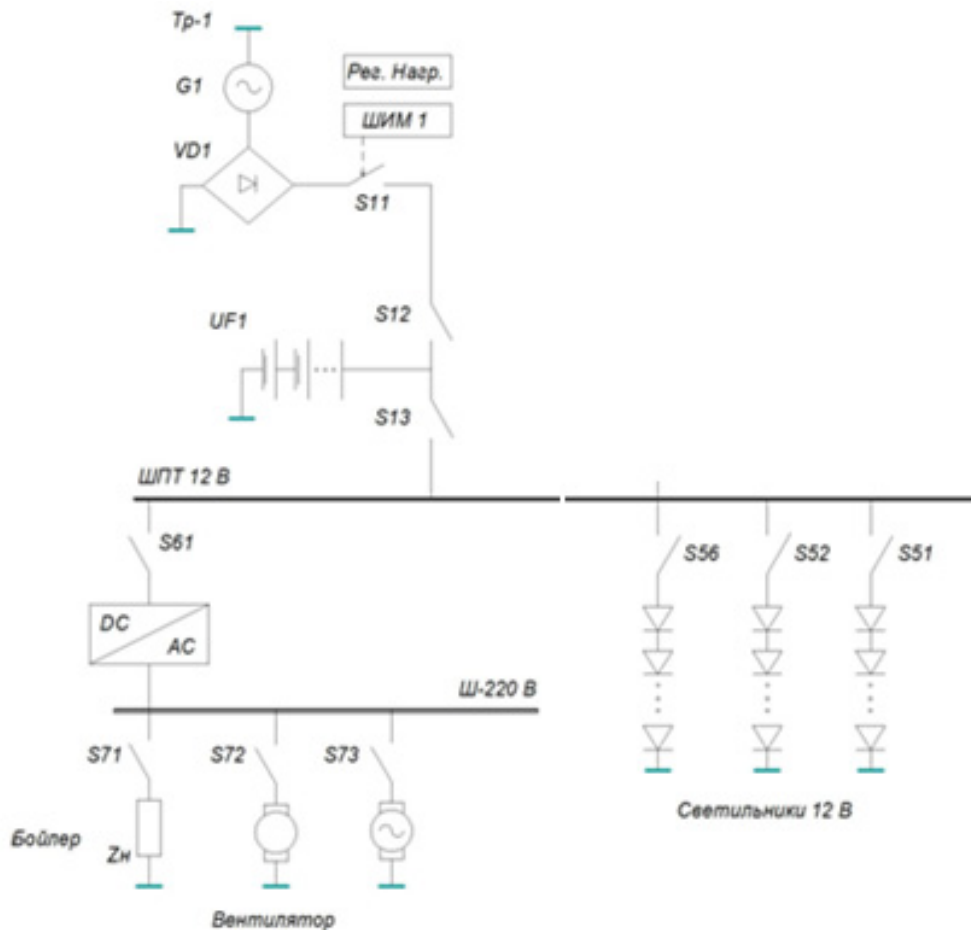 Тр-1
G1
Рег. Нагр.
ШИМ 1
VD1
S11
S12
UF1
S13
ШПТ 12 В
S61
S56
S52
S51
DC
AC
Ш-220 В
S71
S72
S73
Светильники 12 В
Бойлер
Zн
Вентилятор